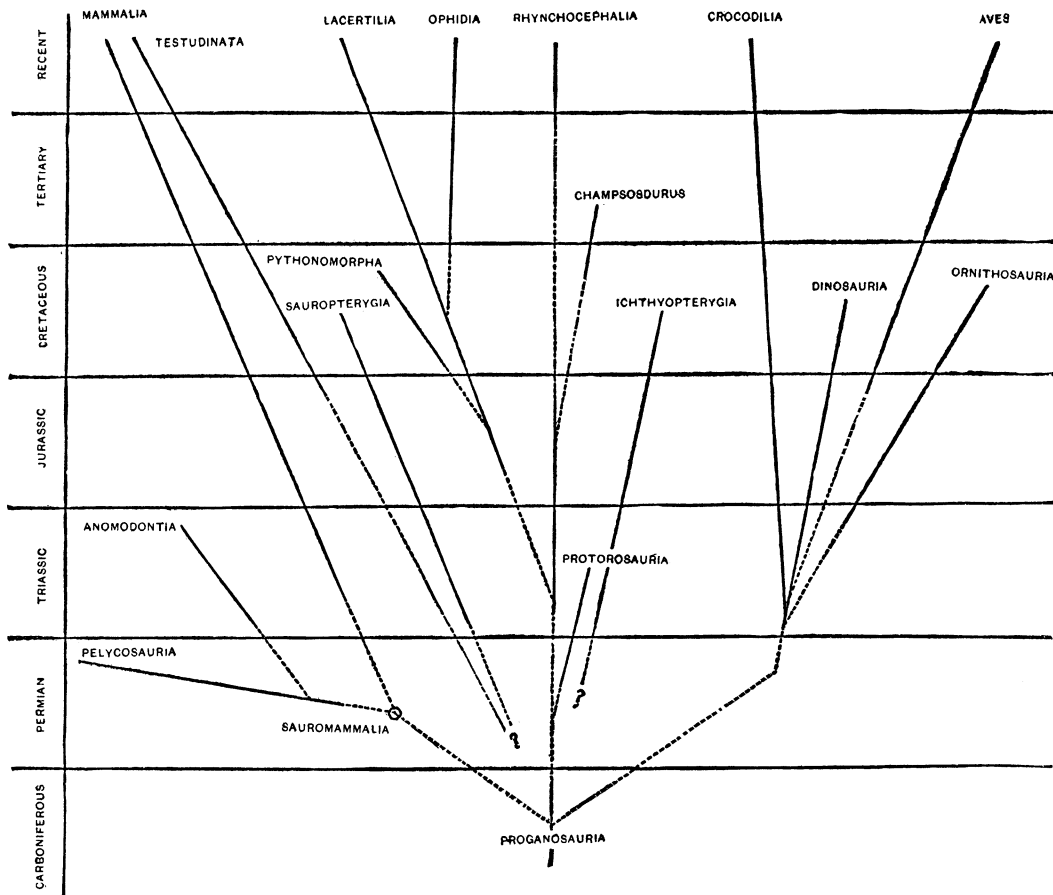 MAMMALIA
TESTUDINATA
LACERTILIA
OPHIDIA
RHYNCHOCEPHALIA
CROCODILIA
AVES
RECENT
TERTIARY
CHAMPSOSDURUS
CRETACEOUS
PYTHONOMORPHA
SAUROPTERYGIA
ICHTHYOPTERYGIA
DINOSAURIA
ORNITHOSAURIA
JURASSIC
TRIASSIC
ANOMODONTIA
PROTOROSAURIA
PERMIAN
PELYCOSAURIA
SAUROMAMMALIA
?
?
CARBONIFEROUS
PROGANOSAURIA